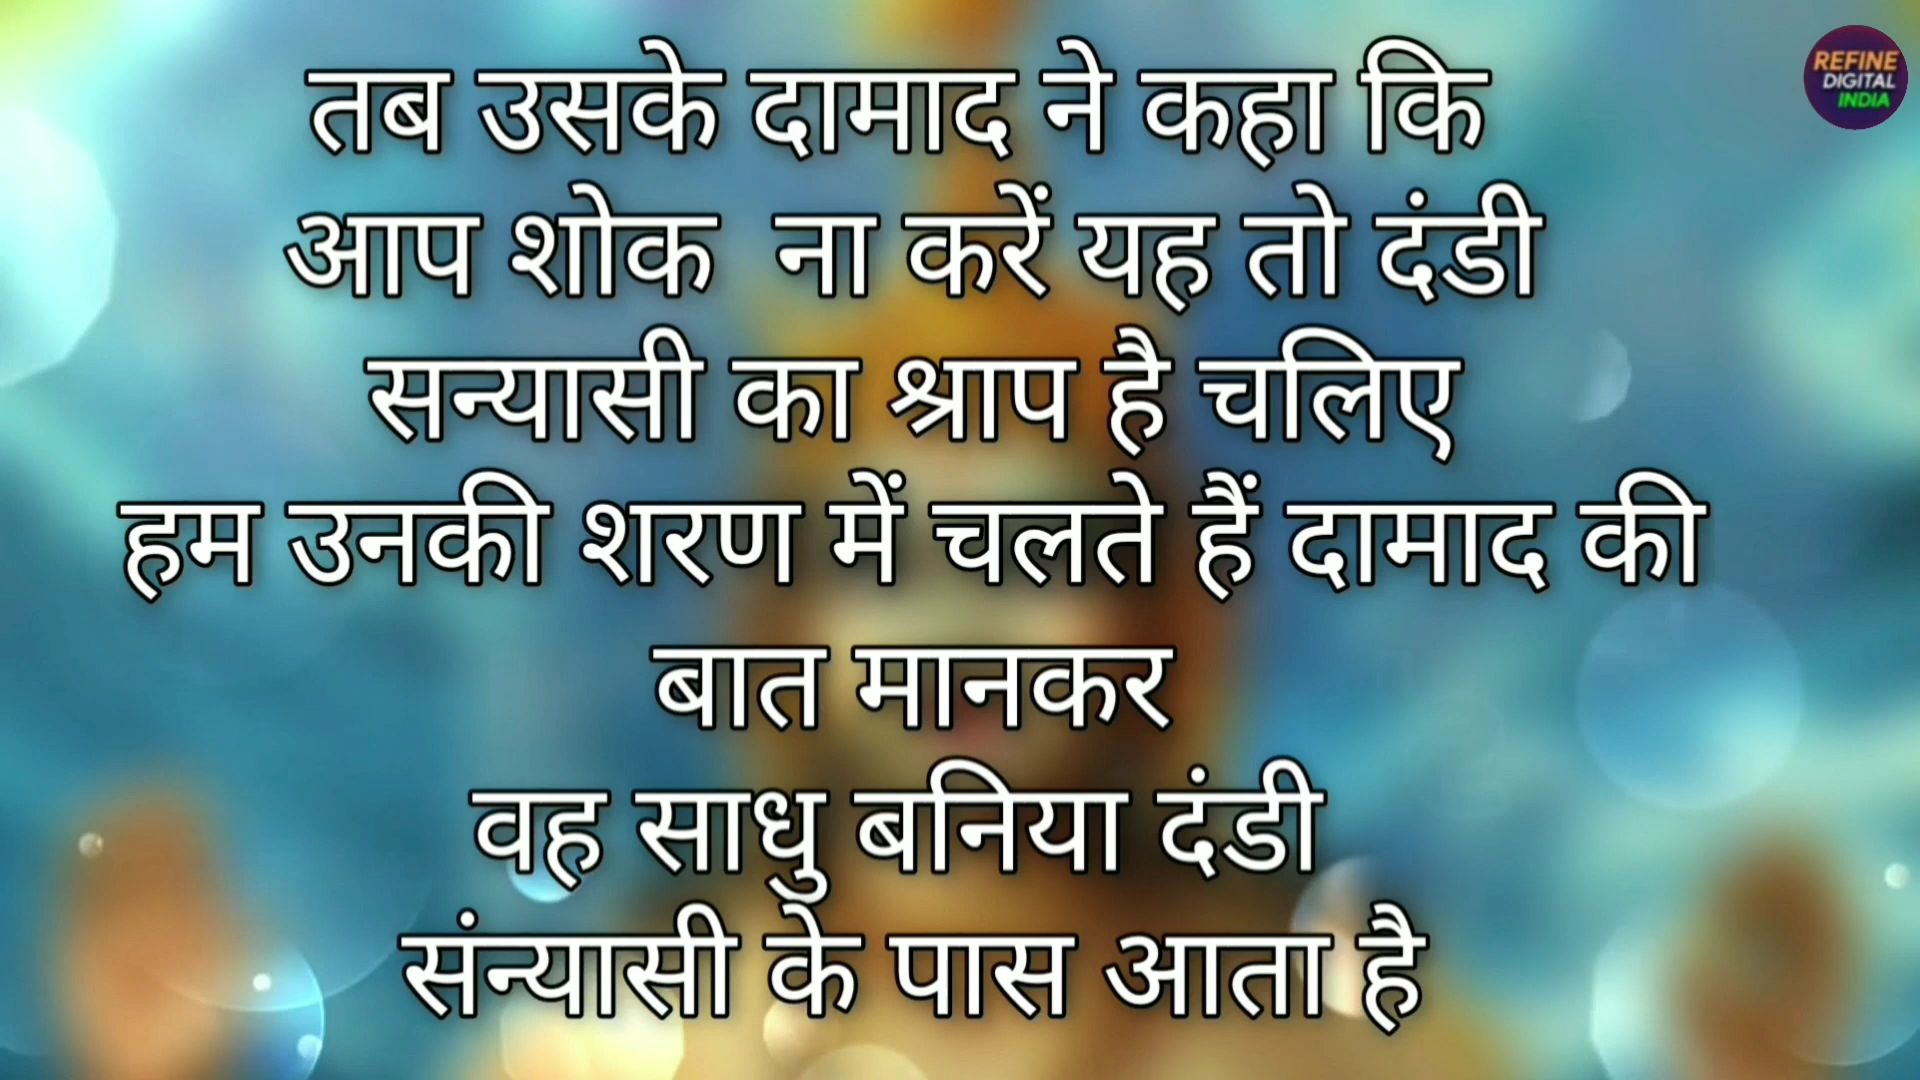 तब उसके दामाद ने कहा कि
आप शोक ना करें यह तो दंडी
सन्यासी का श्राप है चलिए
हम उनकी शरण में चलते हैं दामाद की
बात मानकर
वह साधु बनिया दंडी
संन्यासी के पास आता है
REFINE
DIGITAL
INDIA